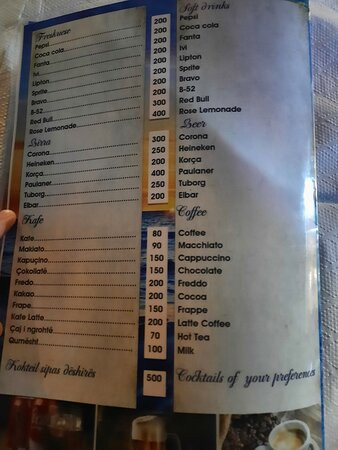 Freskuese Soft drinks
Pepsi 200 Pepsi
Coca cola 200 Coca cola
Fanta 200 Fanta
Ivi 200 Ivi
Lipton 200 Lipton
Sprite 200 Sprite
Bravo 200 Bravo
B-52 200 B-52
Red Bull 300 Red Bull
Rose Lemonade 400 Rose Lemonade
Birra Beer
Corona 300 Corona
Heineken 250 Heineken
Korça 200 Korça
Paulaner 400 Paulaner
Tuborg 250 Tuborg
Elbar 200 Elbar
Kafe Coffee
Kafe 80 Coffee
Makiato 90 Macchiato
Kapuçino 150 Cappuccino
Çokollatë 150 Chocolate
Fredo 200 Freddo
Kakao 200 Cocoa
Frape 150 Frappe
Kafe Latte 200 Latte Coffee
Çaj i ngrohtë 70 Hot Tea
Qumësht 100 Milk
Kokteil sipas dëshirës 500 Cocktails of your preferences